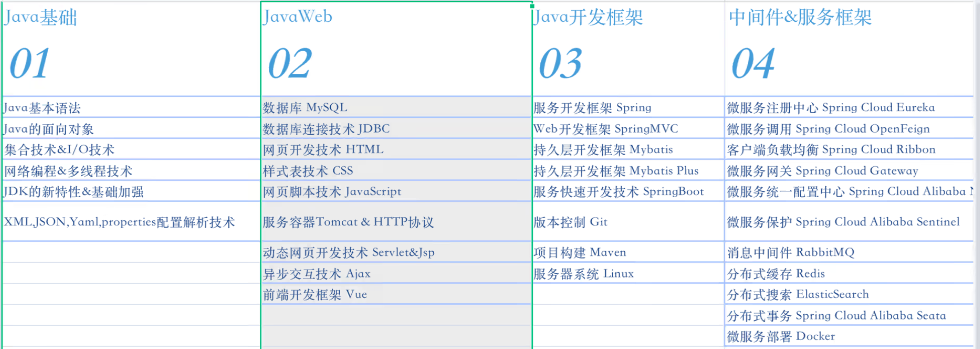 Java基础
JavaWeb
Java开发框架
中间件&服务框架
01
02
03
04
Java基本语法
数据库 MySQL
服务开发框架 Spring
微服务注册中心 Spring Cloud Eureka
Java的面向对象
数据库连接技术 JDBC
Web开发框架 SpringMVC
微服务调用 Spring Cloud OpenFeign
集合技术&I/O技术
网页开发技术 HTML
持久层开发框架 Mybatis
客户端负载均衡 Spring Cloud Ribbon
网络编程&多线程技术
样式表技术 CSS
持久层开发框架 Mybatis Plus
微服务网关 Spring Cloud Gateway
JDK的新特性&基础加强
网页脚本技术 JavaScript
服务快速开发技术 SpringBoot
微服务统一配置中心 Spring Cloud Alibaba N
XML,JSON,Yaml,properties配置解析技术
服务容器Tomcat & HTTP协议
版本控制 Git
微服务保护 Spring Cloud Alibaba Sentinel
动态网页开发技术 Servlet&Jsp
项目构建 Maven
消息中间件 RabbitMQ
异步交互技术 Ajax
服务器系统 Linux
分布式缓存 Redis
前端开发框架 Vue
分布式搜索 ElasticSearch
分布式事务 Spring Cloud Alibaba Seata
微服务部署 Docker